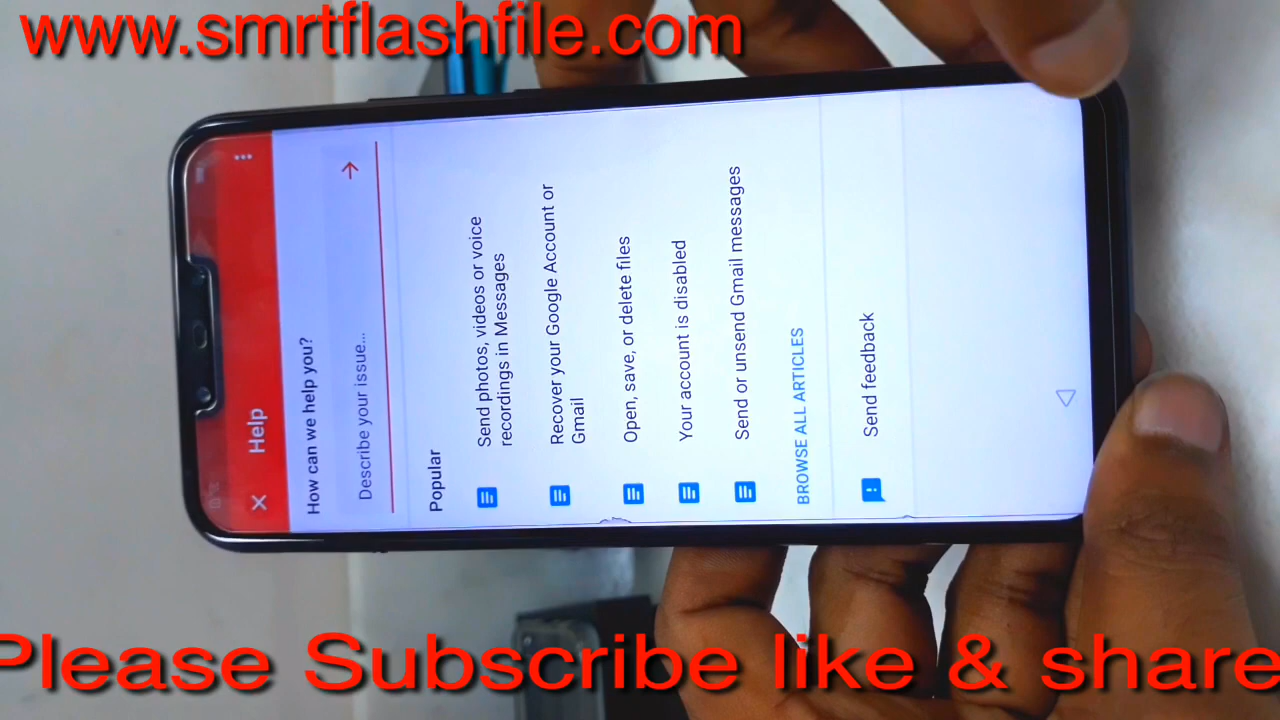 www.smrtflashfile.com
Help
How can we help you?
Describe your issue...
Popular
Send photos, videos or voice
recordings in Messages
Recover your Google Account or
Gmail
Open, save, or delete files
Your account is disabled
Send or unsend Gmail messages
BROWSE ALL ARTICLES
Send feedback
Please Subscribe like & share